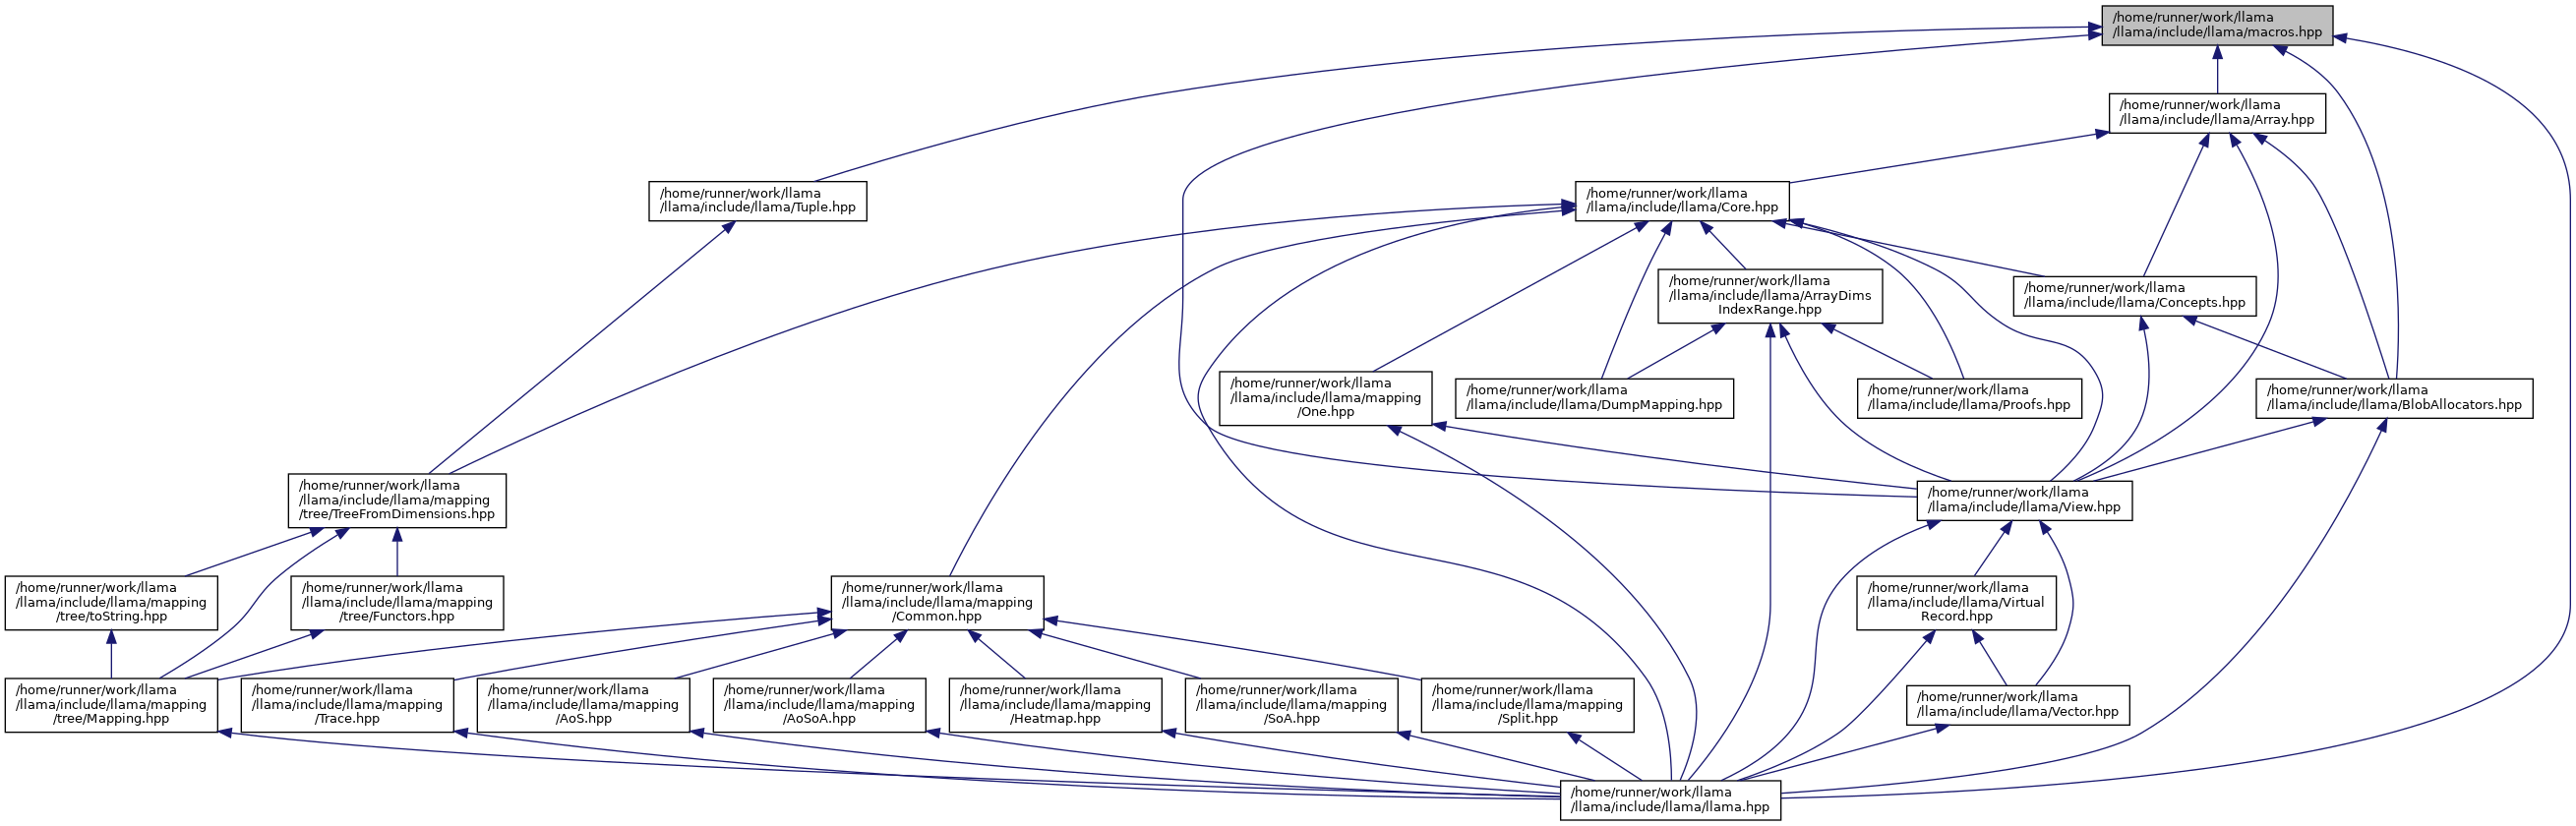 /home/runner/work/llama
/llama/include/llama/macros.hpp
/home/runner/work/llama
/llama/include/llama/Array.hpp
/home/runner/work/llama
/llama/include/llama/Tuple.hpp
/home/runner/work/llama
/llama/include/llama/Core.hpp
/home/runner/work/llama
/llama/include/llama/ArrayDims
IndexRange.hpp
/home/runner/work/llama
/llama/include/llama/Concepts.hpp
/home/runner/work/llama
/llama/include/llama/mapping
/One.hpp
/home/runner/work/llama
/llama/include/llama/DumpMapping.hpp
/home/runner/work/llama
/llama/include/llama/Proofs.hpp
/home/runner/work/llama
/llama/include/llama/BlobAllocators.hpp
/home/runner/work/llama
/llama/include/llama/mapping
/tree/TreeFromDimensions.hpp
/home/runner/work/llama
/llama/include/llama/View.hpp
/home/runner/work/llama
/llama/include/llama/mapping
/tree/toString.hpp
/home/runner/work/llama
/llama/include/llama/mapping
/tree/Functors.hpp
/home/runner/work/llama
/llama/include/llama/mapping
/Common.hpp
/home/runner/work/llama
/llama/include/llama/Virtual
Record.hpp
/home/runner/work/llama
/llama/include/llama/mapping
/tree/Mapping.hpp
/home/runner/work/llama
/llama/include/llama/mapping
/Trace.hpp
/home/runner/work/llama
/llama/include/llama/mapping
/AoS.hpp
/home/runner/work/llama
/llama/include/llama/mapping
/AoSoA.hpp
/home/runner/work/llama
/llama/include/llama/mapping
/Heatmap.hpp
/home/runner/work/llama
/llama/include/llama/mapping
/SoA.hpp
/home/runner/work/llama
/llama/include/llama/mapping
/Split.hpp
/home/runner/work/llama
/llama/include/llama/Vector.hpp
/home/runner/work/llama
/llama/include/llama/llama.hpp